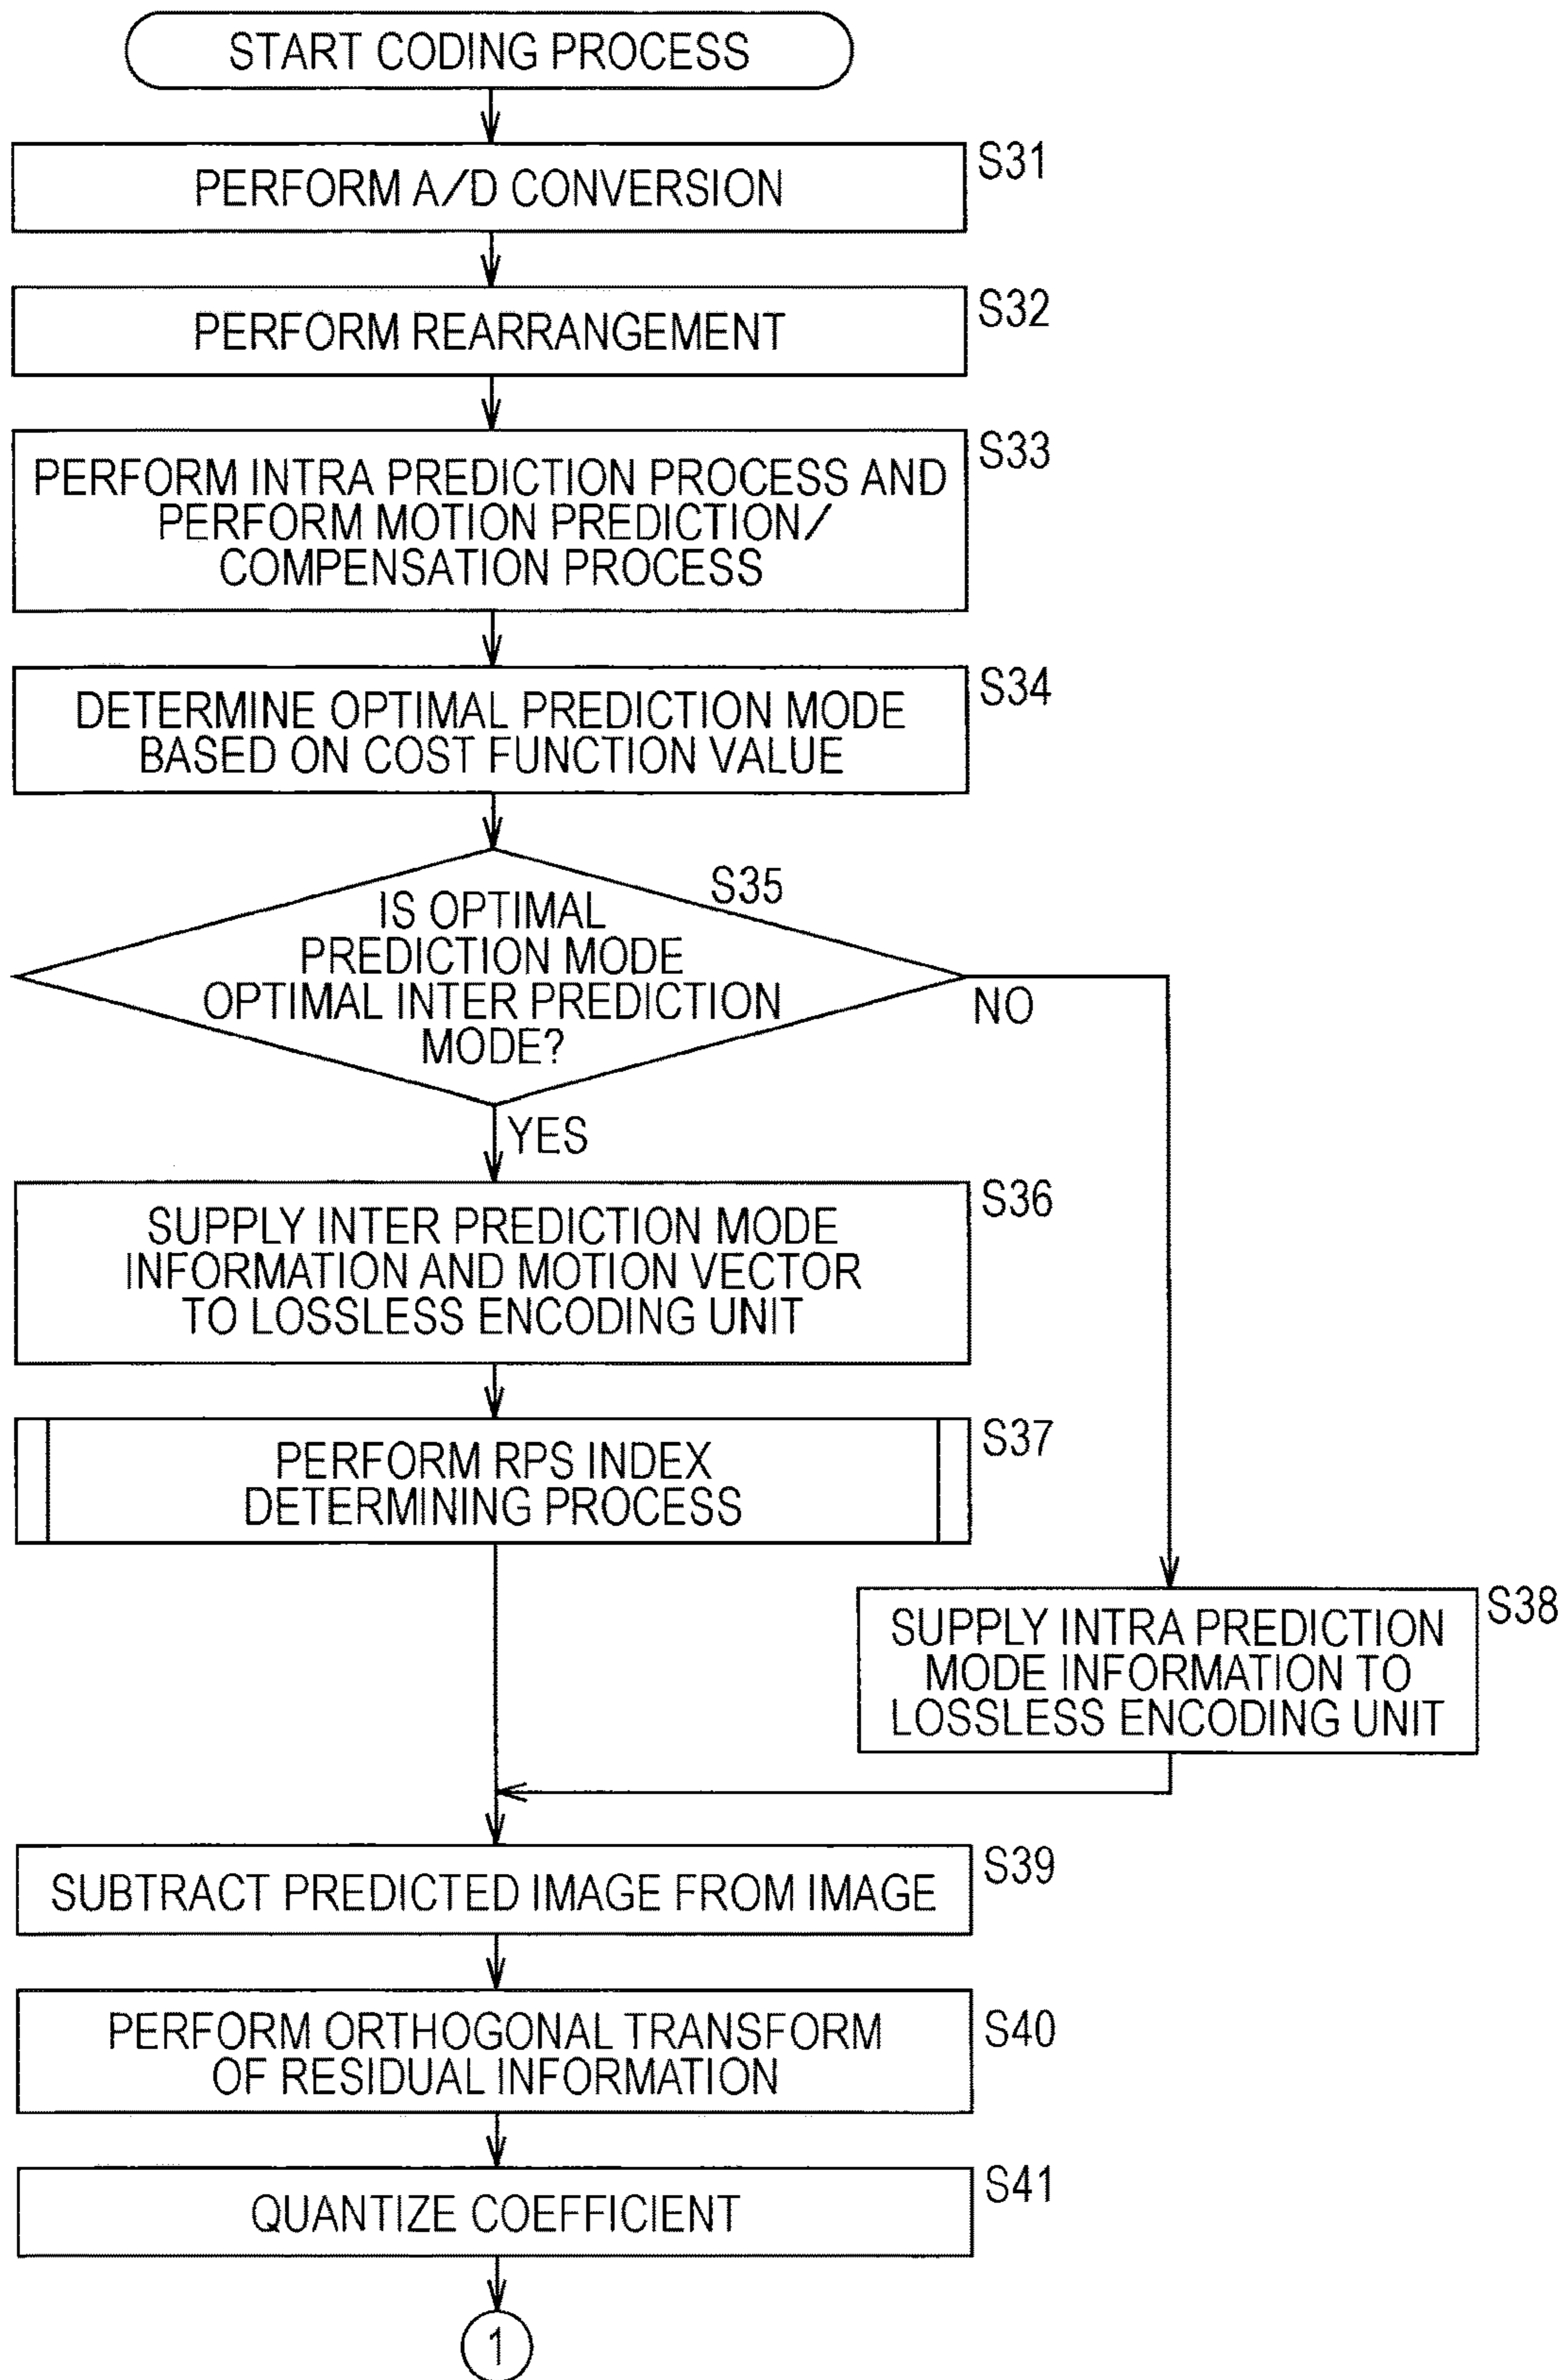 START CODING PROCESS
S31
PERFORM A/D CONVERSION
S32
PERFORM REARRANGEMENT
S33
PERFORM INTRA PREDICTION PROCESS AND
PERFORM MOTION PREDICTION/
COMPENSATION PROCESS
S34
DETERMINE OPTIMAL PREDICTION MODE
BASED ON COST FUNCTION VALUE
S35
IS OPTIMAL
PREDICTION MODE
OPTIMAL INTER PREDICTION
MODE?
NO
YES
S36
SUPPLY INTER PREDICTION MODE
INFORMATION AND MOTION VECTOR
TO LOSSLESS ENCODING UNIT
S37
PERFORM RPS INDEX
DETERMINING PROCESS
S38
SUPPLY INTRA PREDICTION
MODE INFORMATION TO
LOSSLESS ENCODING UNIT
S39
SUBTRACT PREDICTED IMAGE FROM IMAGE
S40
PERFORM ORTHOGONAL TRANSFORM
OF RESIDUAL INFORMATION
S41
QUANTIZE COEFFICIENT
1